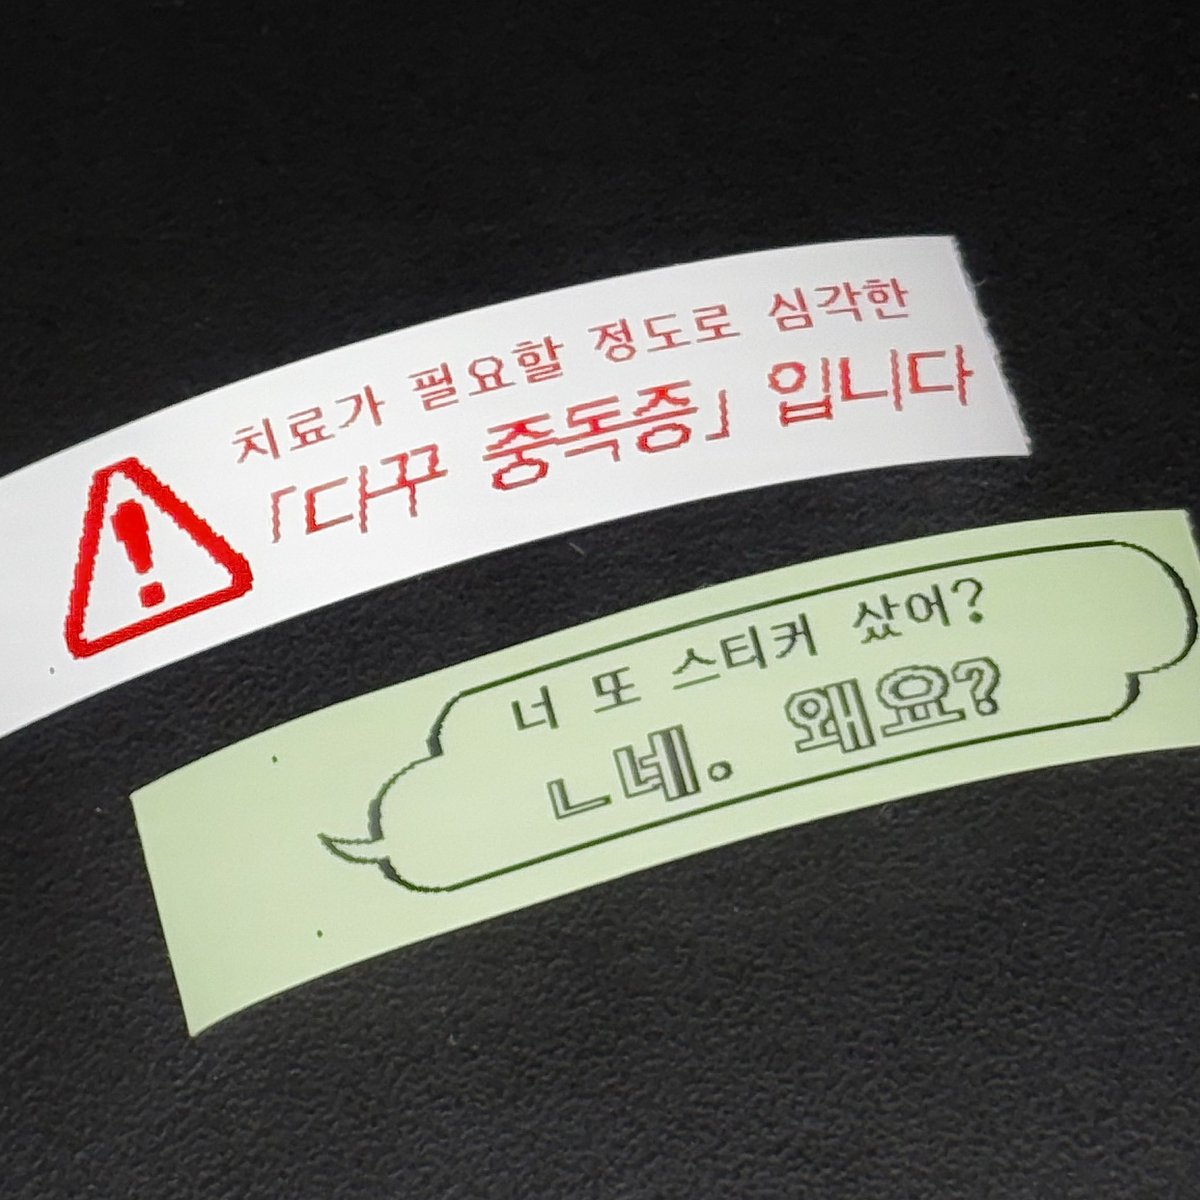 치료가 필요할 정도로 심각한
「다꾸 중독증」 입니다
너 또 스티커 샀어?
ㄴ네. 왜요?